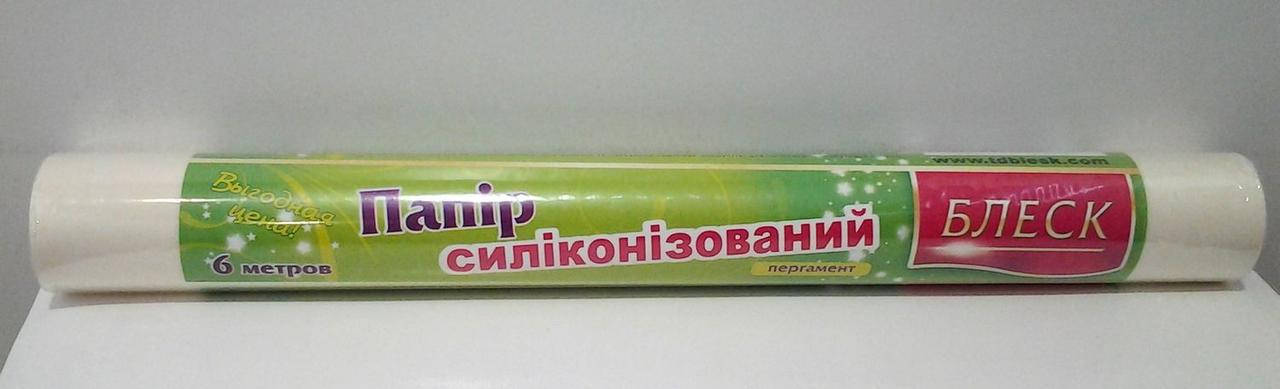 www.tdblesk.com
Выгодная
цена!
6 метров
Папір
силіконізований
пергамент
БЛЕСК